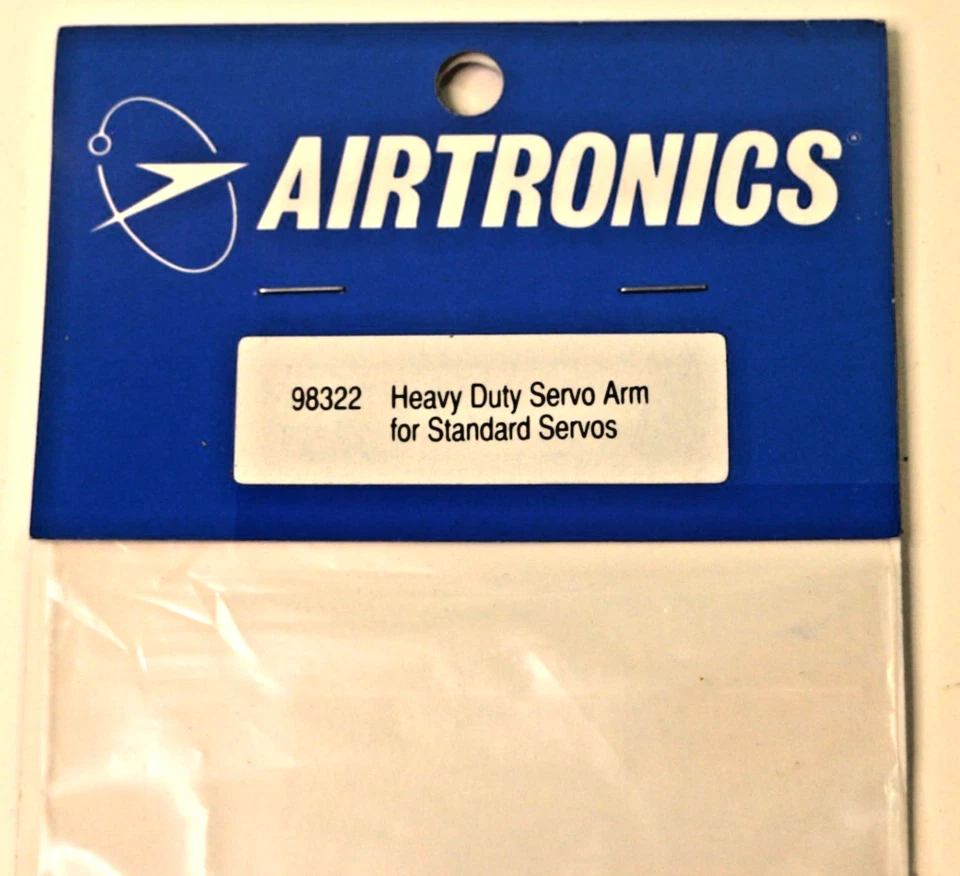 AIRTRONICS®
98322 Heavy Duty Servo Arm
for Standard Servos